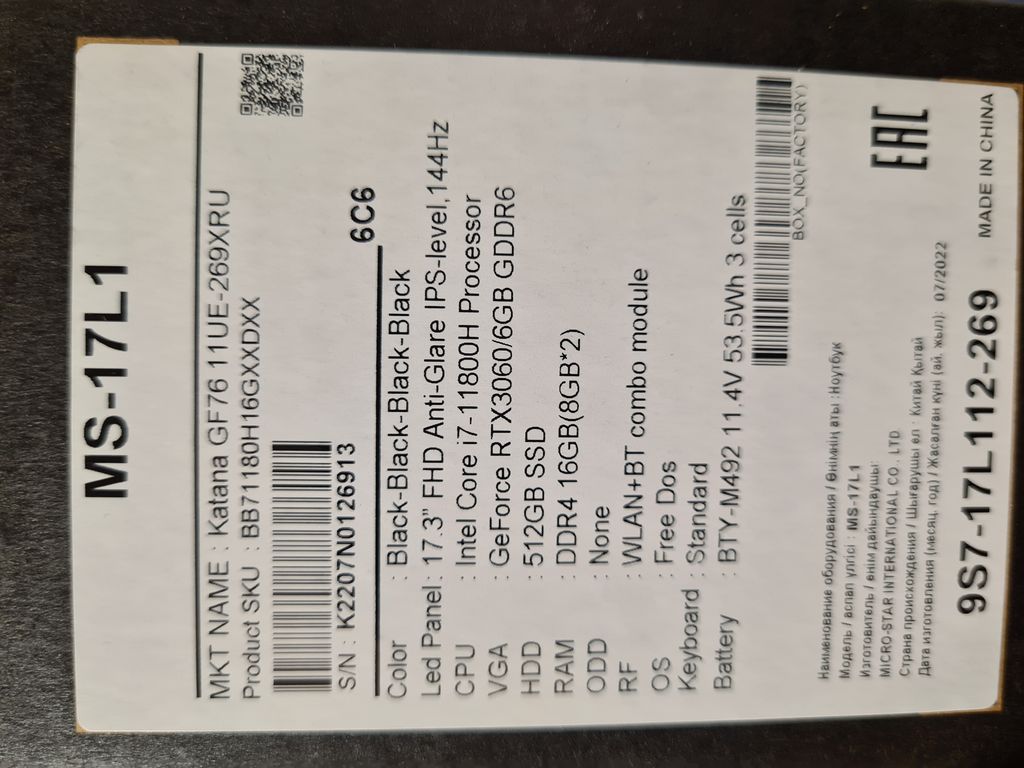 MS-17L1
MKT NAME : Katana GF76 11UE-269XRU
Product SKU : BB71180H16GXXDXX
S/N : K2207N0126913
6C6
Color : Black-Black-Black-Black
Led Panel : 17.3" FHD Anti-Glare IPS-level,144Hz
CPU : Intel Core i7-11800H Processor
VGA : GeForce RTX3060/6GB GDDR6
HDD : 512GB SSD
RAM : DDR4 16GB(8GB*2)
ODD : None
RF : WLAN+BT combo module
OS : Free Dos
Keyboard : Standard
Battery : BTY-M492 11.4V 53.5Wh 3 cells
BOX_NO(FACTORY)
Наименование оборудования / Өнімнің аты :Ноутбук
Модель / аспап үлгісі : MS-17L1
Изготовитель / өнім дайындаушы:
MICRO-STAR INTERNATIONAL CO., LTD.
Страна происхождения / Шығарушы ел : Китай Қытай
Дата изготовления (месяц, год) / Жасалған күні (ай, жыл): 07/2022
EAC
9S7-17L112-269 MADE IN CHINA